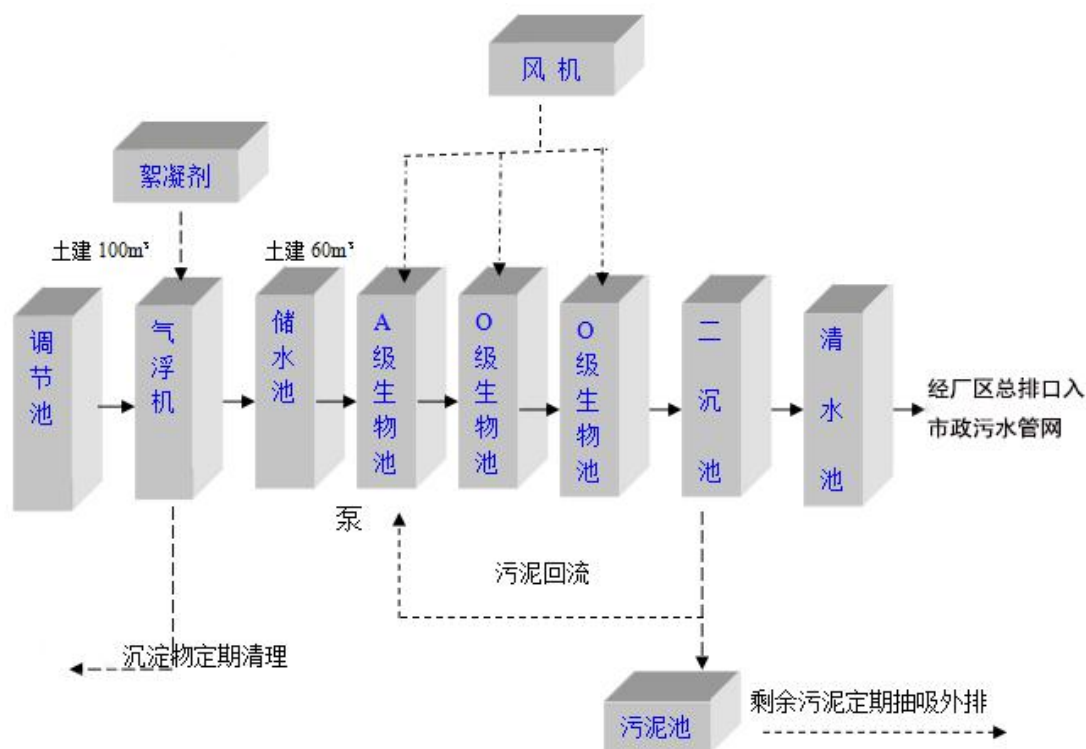 风 机
絮凝剂
土建 100m³
土建 60m³
调节池
气浮机
储水池
A级生物池
O级生物池
O级生物池
二沉池
清水池
经厂区总排口入
市政污水管网
泵
污泥回流
沉淀物定期清理
污泥池
剩余污泥定期抽吸外排